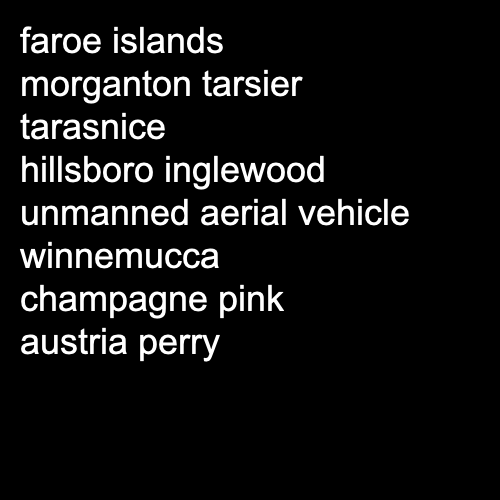 faroe islands
morganton tarsier
tarasnice
hillsboro inglewood
unmanned aerial vehicle
winnemucca
champagne pink
austria perry